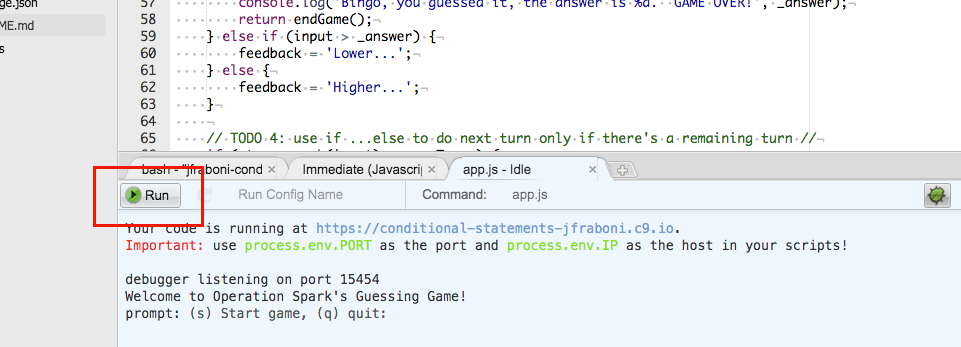 ge.json
ME.md
s
57 console.log('Bingo, you guessed it, the answer is %d. GAME OVER!', _answer);
58 return endGame();
59 } else if (input > _answer) {
60 feedback = 'Lower...';
61 } else {
62 feedback = 'Higher...';
63 }
64
65 // TODO 4: use if ...else to do next turn only if there's a remaining turn //
bash - "jfraboni-cond
Immediate (Javascrip
app.js - Idle
Run
Run Config Name
Command:
app.js
Your code is running at https://conditional-statements-jfraboni.c9.io.
Important: use process.env.PORT as the port and process.env.IP as the host in your scripts!
debugger listening on port 15454
Welcome to Operation Spark's Guessing Game!
prompt: (s) Start game, (q) quit: